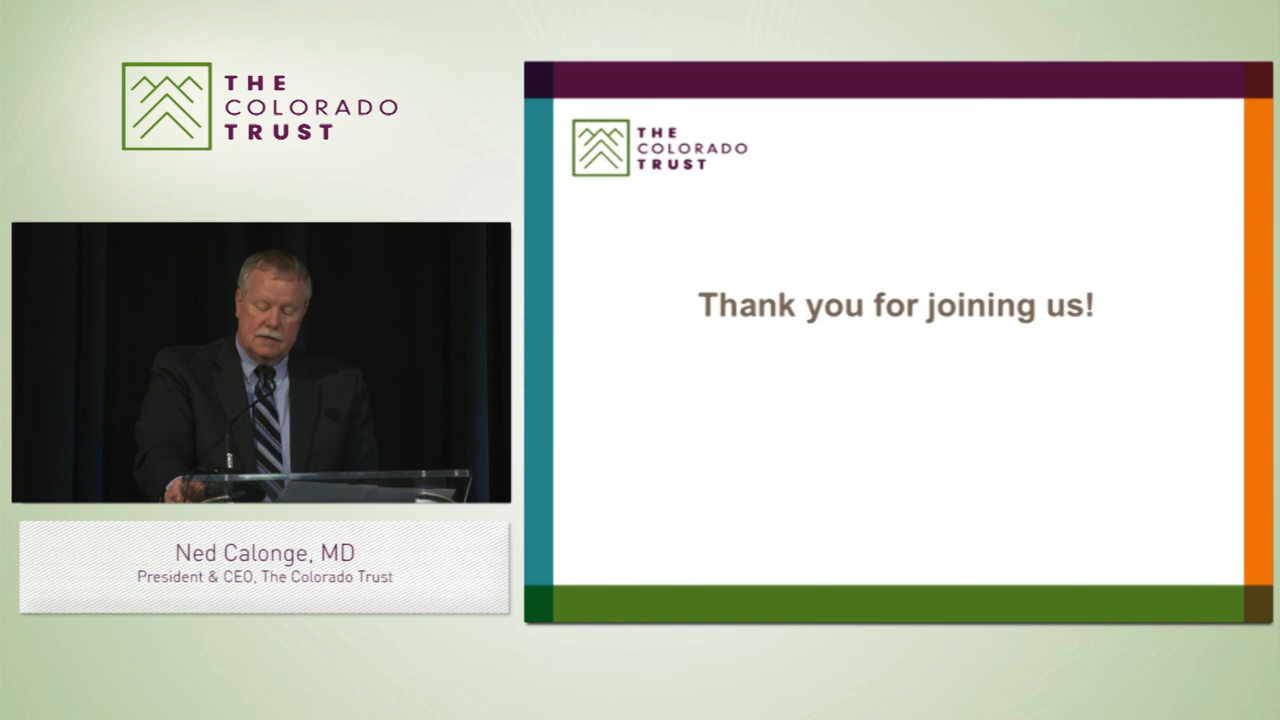 THE
COLORADO
TRUST
Ned Calonge, MD
President & CEO, The Colorado Trust
THE
COLORADO
TRUST
Thank you for joining us!